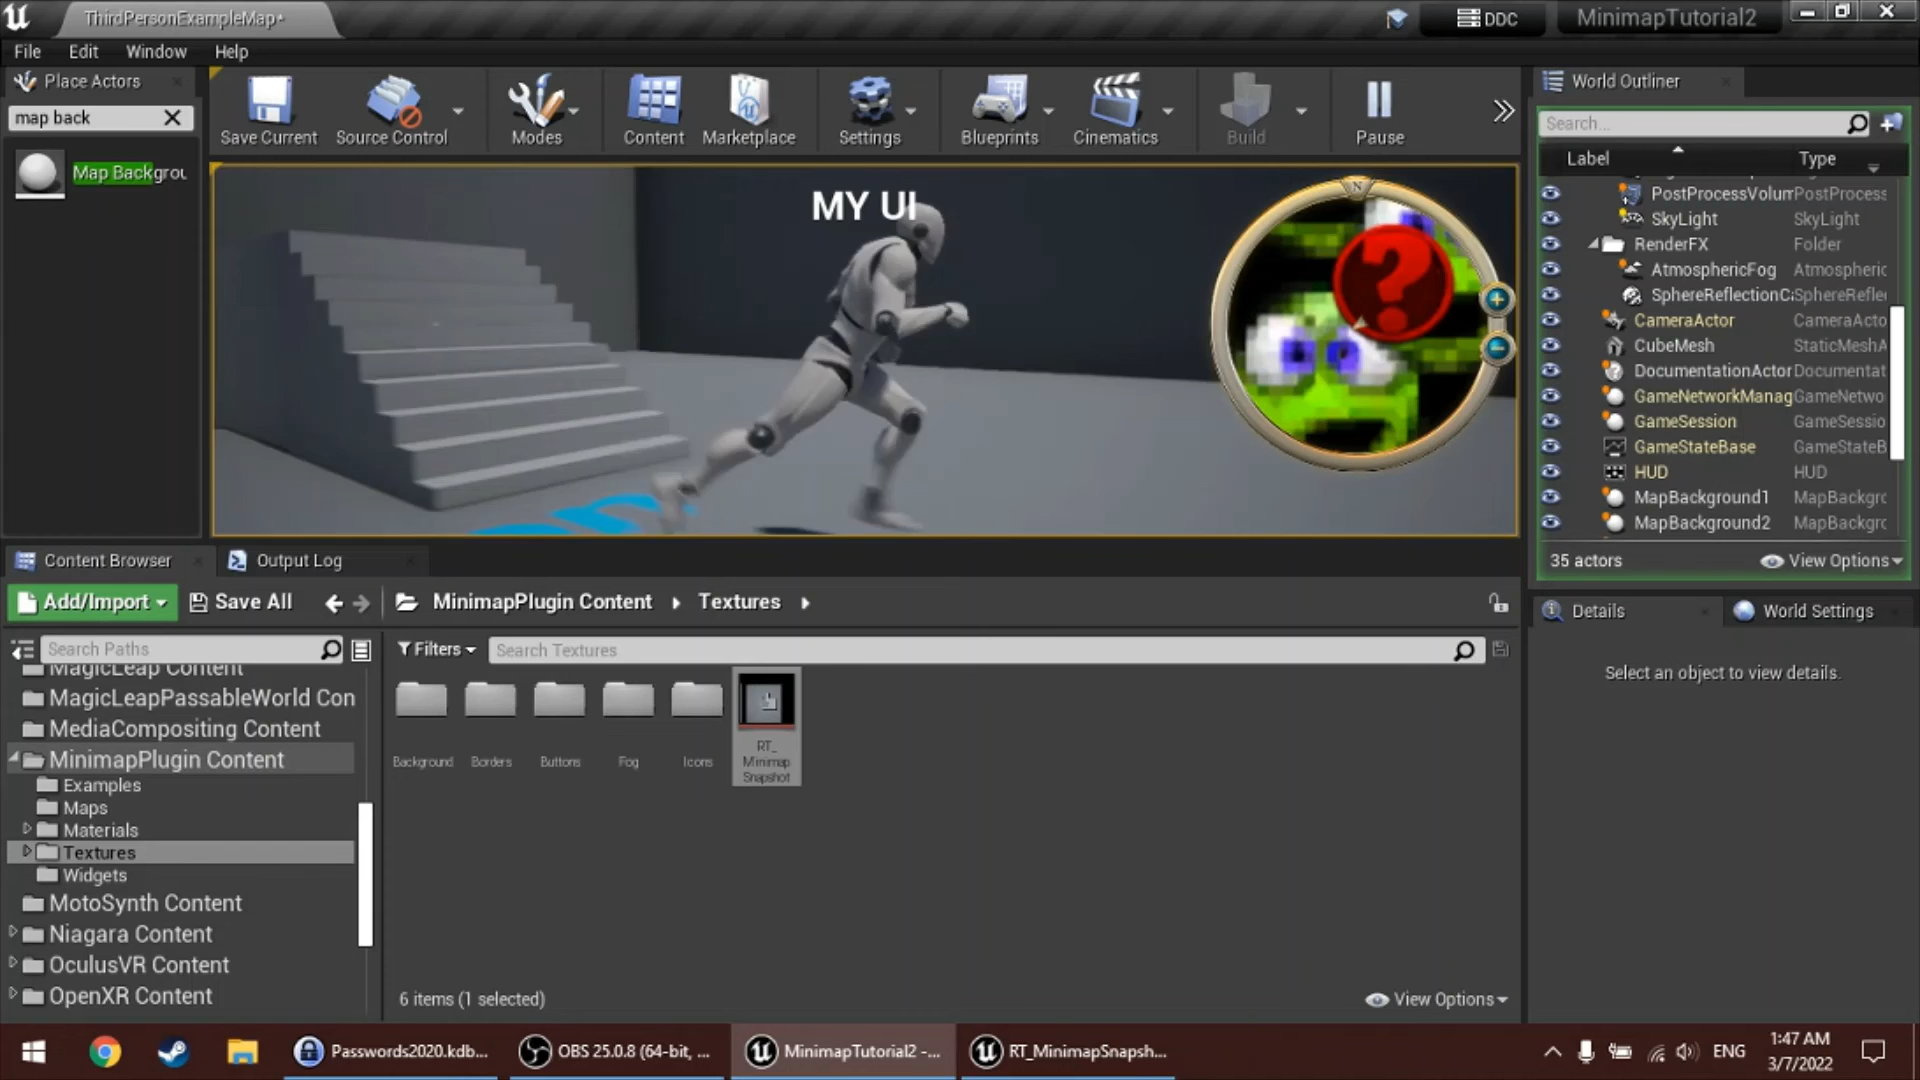 ThirdPersonExampleMap*
DDC
MinimapTutorial2
File
Edit
Window
Help
Place Actors
map back
Map Backgrou
Save Current
Source Control
Modes
Content
Marketplace
Settings
Blueprints
Cinematics
Build
Pause
MY UI
N
?
+
-
World Outliner
Search...
Label
Type
PostProcessVolum PostProcess
SkyLight SkyLight
RenderFX Folder
AtmosphericFog Atmospheric
SphereReflectionC SphereRefle
CameraActor CameraActo
CubeMesh StaticMeshA
DocumentationActor Documentat
GameNetworkManag GameNetwo
GameSession GameSessio
GameStateBase GameStateB
HUD HUD
MapBackground1 MapBackgro
MapBackground2 MapBackgro
35 actors
View Options
Content Browser
Output Log
Add/Import
Save All
MinimapPlugin Content
Textures
Search Paths
Filters
Search Textures
MagicLeap Content
MagicLeapPassableWorld Con
MediaCompositing Content
MinimapPlugin Content
Examples
Maps
Materials
Textures
Widgets
MotoSynth Content
Niagara Content
OculusVR Content
OpenXR Content
Background
Borders
Buttons
Fog
Icons
RT_
Minimap
Snapshot
6 items (1 selected)
View Options
Details
World Settings
Select an object to view details.
Passwords2020.kdb...
OBS 25.0.8 (64-bit, ...
MinimapTutorial2 -...
RT_MinimapSnapsh...
ENG
1:47 AM
3/7/2022